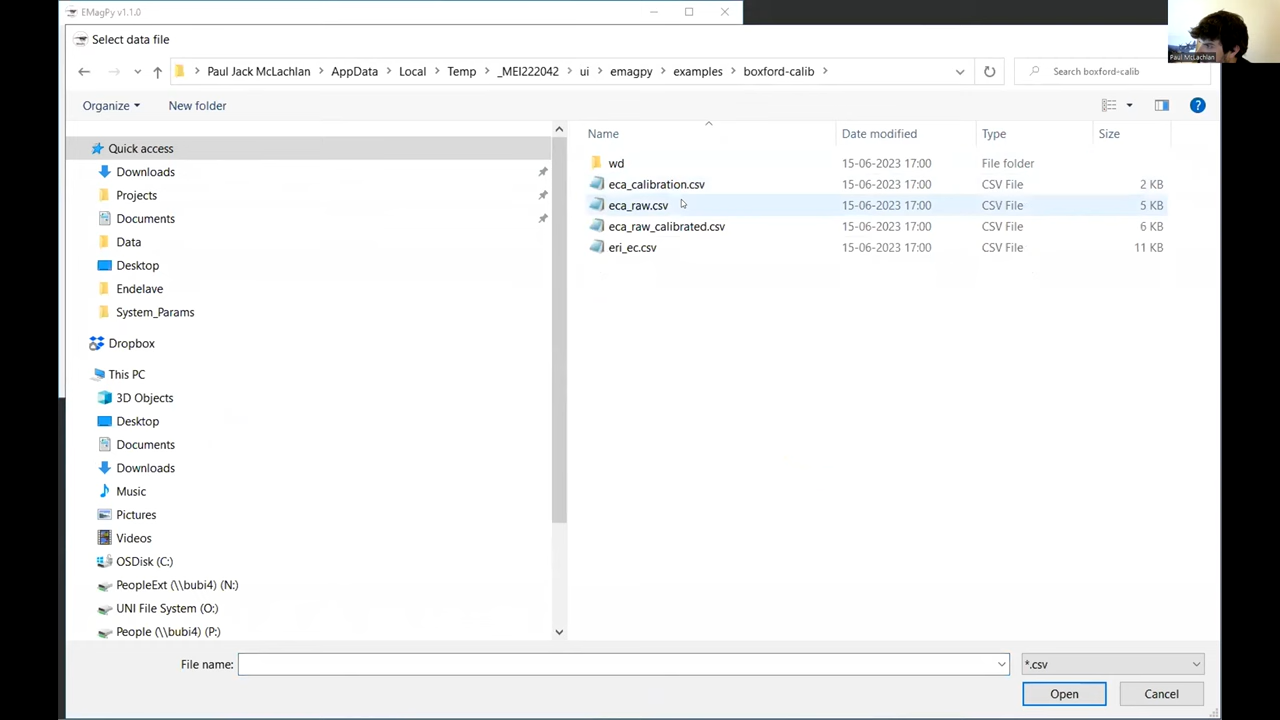 EMagPy v1.1.0
Select data file
Paul Jack McLachlan > AppData > Local > Temp > _MEI222042 > ui > emagpy > examples > boxford-calib >
Search boxford-calib
Paul McLachlan
Organize
New folder
Name
Date modified
Type
Size
Quick access
Downloads
Projects
Documents
Data
Desktop
Endelave
System_Params
Dropbox
This PC
3D Objects
Desktop
Documents
Downloads
Music
Pictures
Videos
OSDisk (C:)
PeopleExt (\\bubi4) (N:)
UNI File System (O:)
People (\\bubi4) (P:)
wd 15-06-2023 17:00 File folder
eca_calibration.csv 15-06-2023 17:00 CSV File 2 KB
eca_raw.csv 15-06-2023 17:00 CSV File 5 KB
eca_raw_calibrated.csv 15-06-2023 17:00 CSV File 6 KB
eri_ec.csv 15-06-2023 17:00 CSV File 11 KB
File name:
*.csv
Open
Cancel